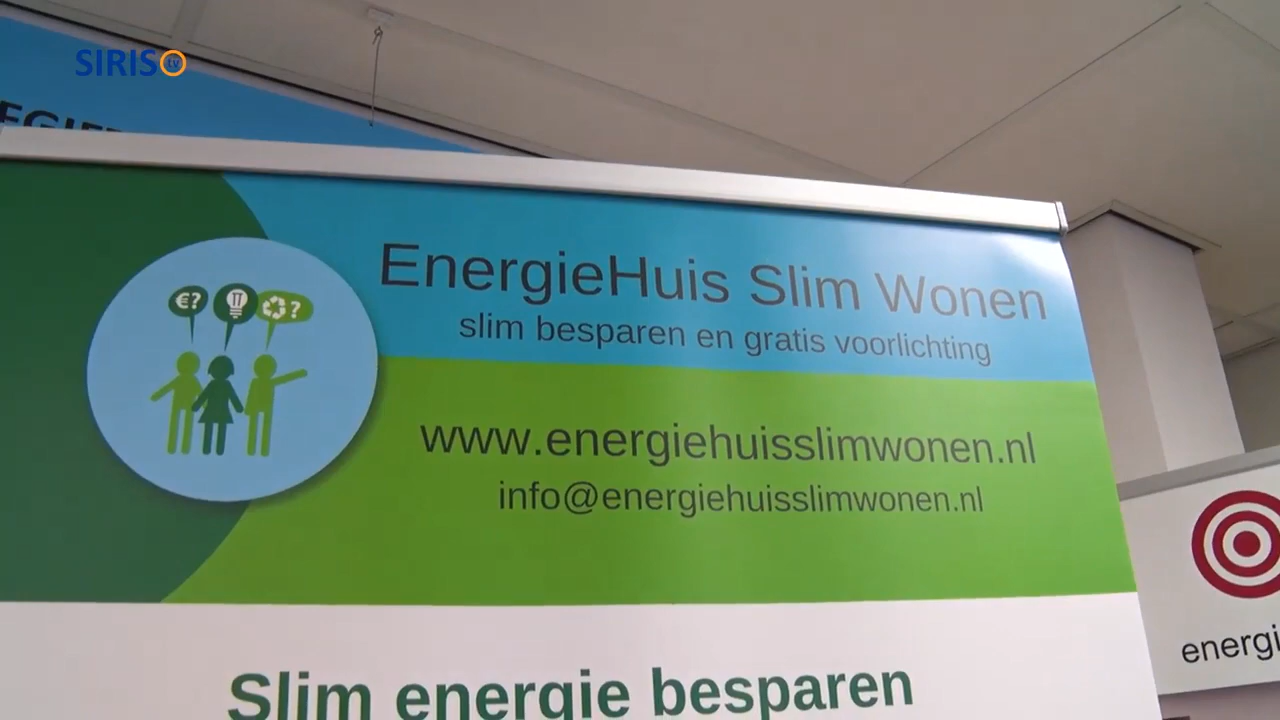 SIRIS tv
EnergieHuis Slim Wonen
slim besparen en gratis voorlichting
€?
?
www.energiehuisslimwonen.nl
info@energiehuisslimwonen.nl
Slim energie besparen